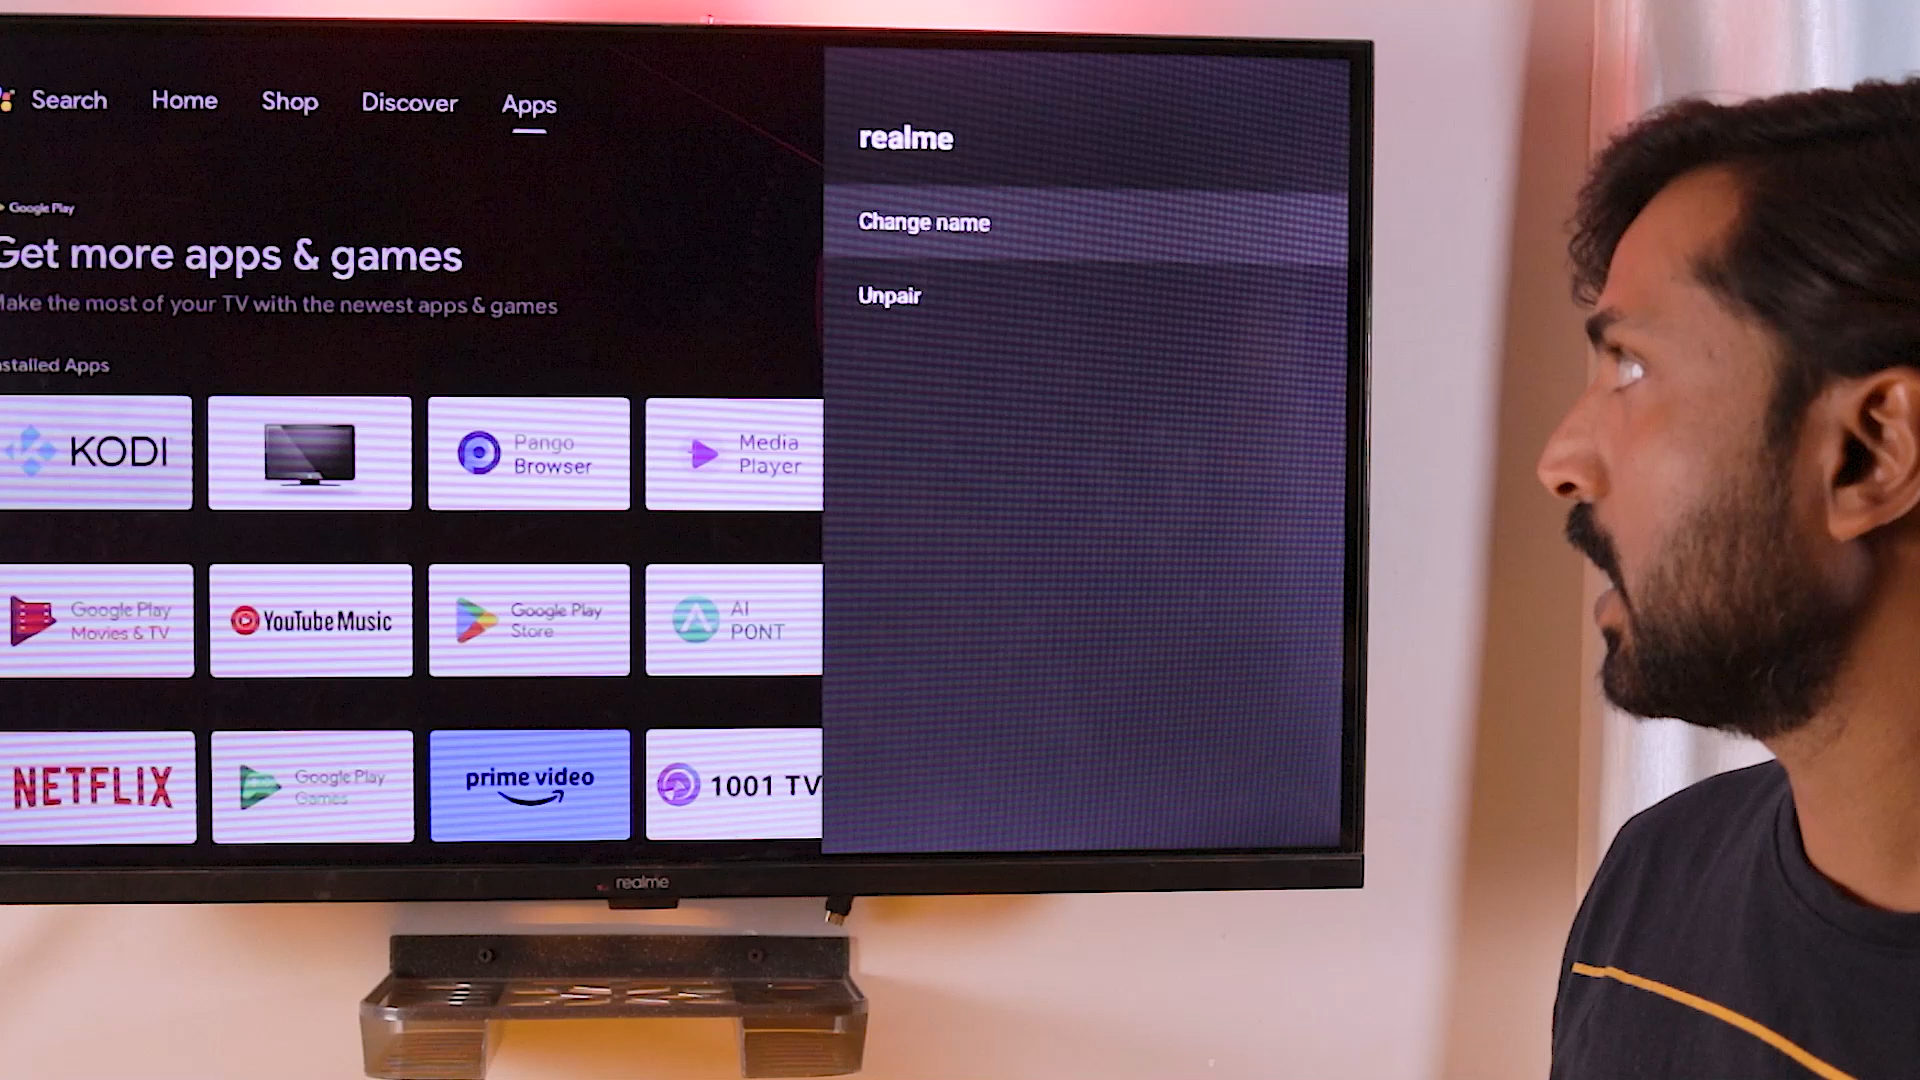 Search Home Shop Discover Apps
Google Play
Get more apps & games
Make the most of your TV with the newest apps & games
nstalled Apps
KODI
Pango
Browser
Media
Player
Google Play
Movies & TV
YouTube Music
Google Play
Store
AI
PONT
NETFLIX
Google Play
Games
prime video
1001 TV
realme
Change name
Unpair
realme